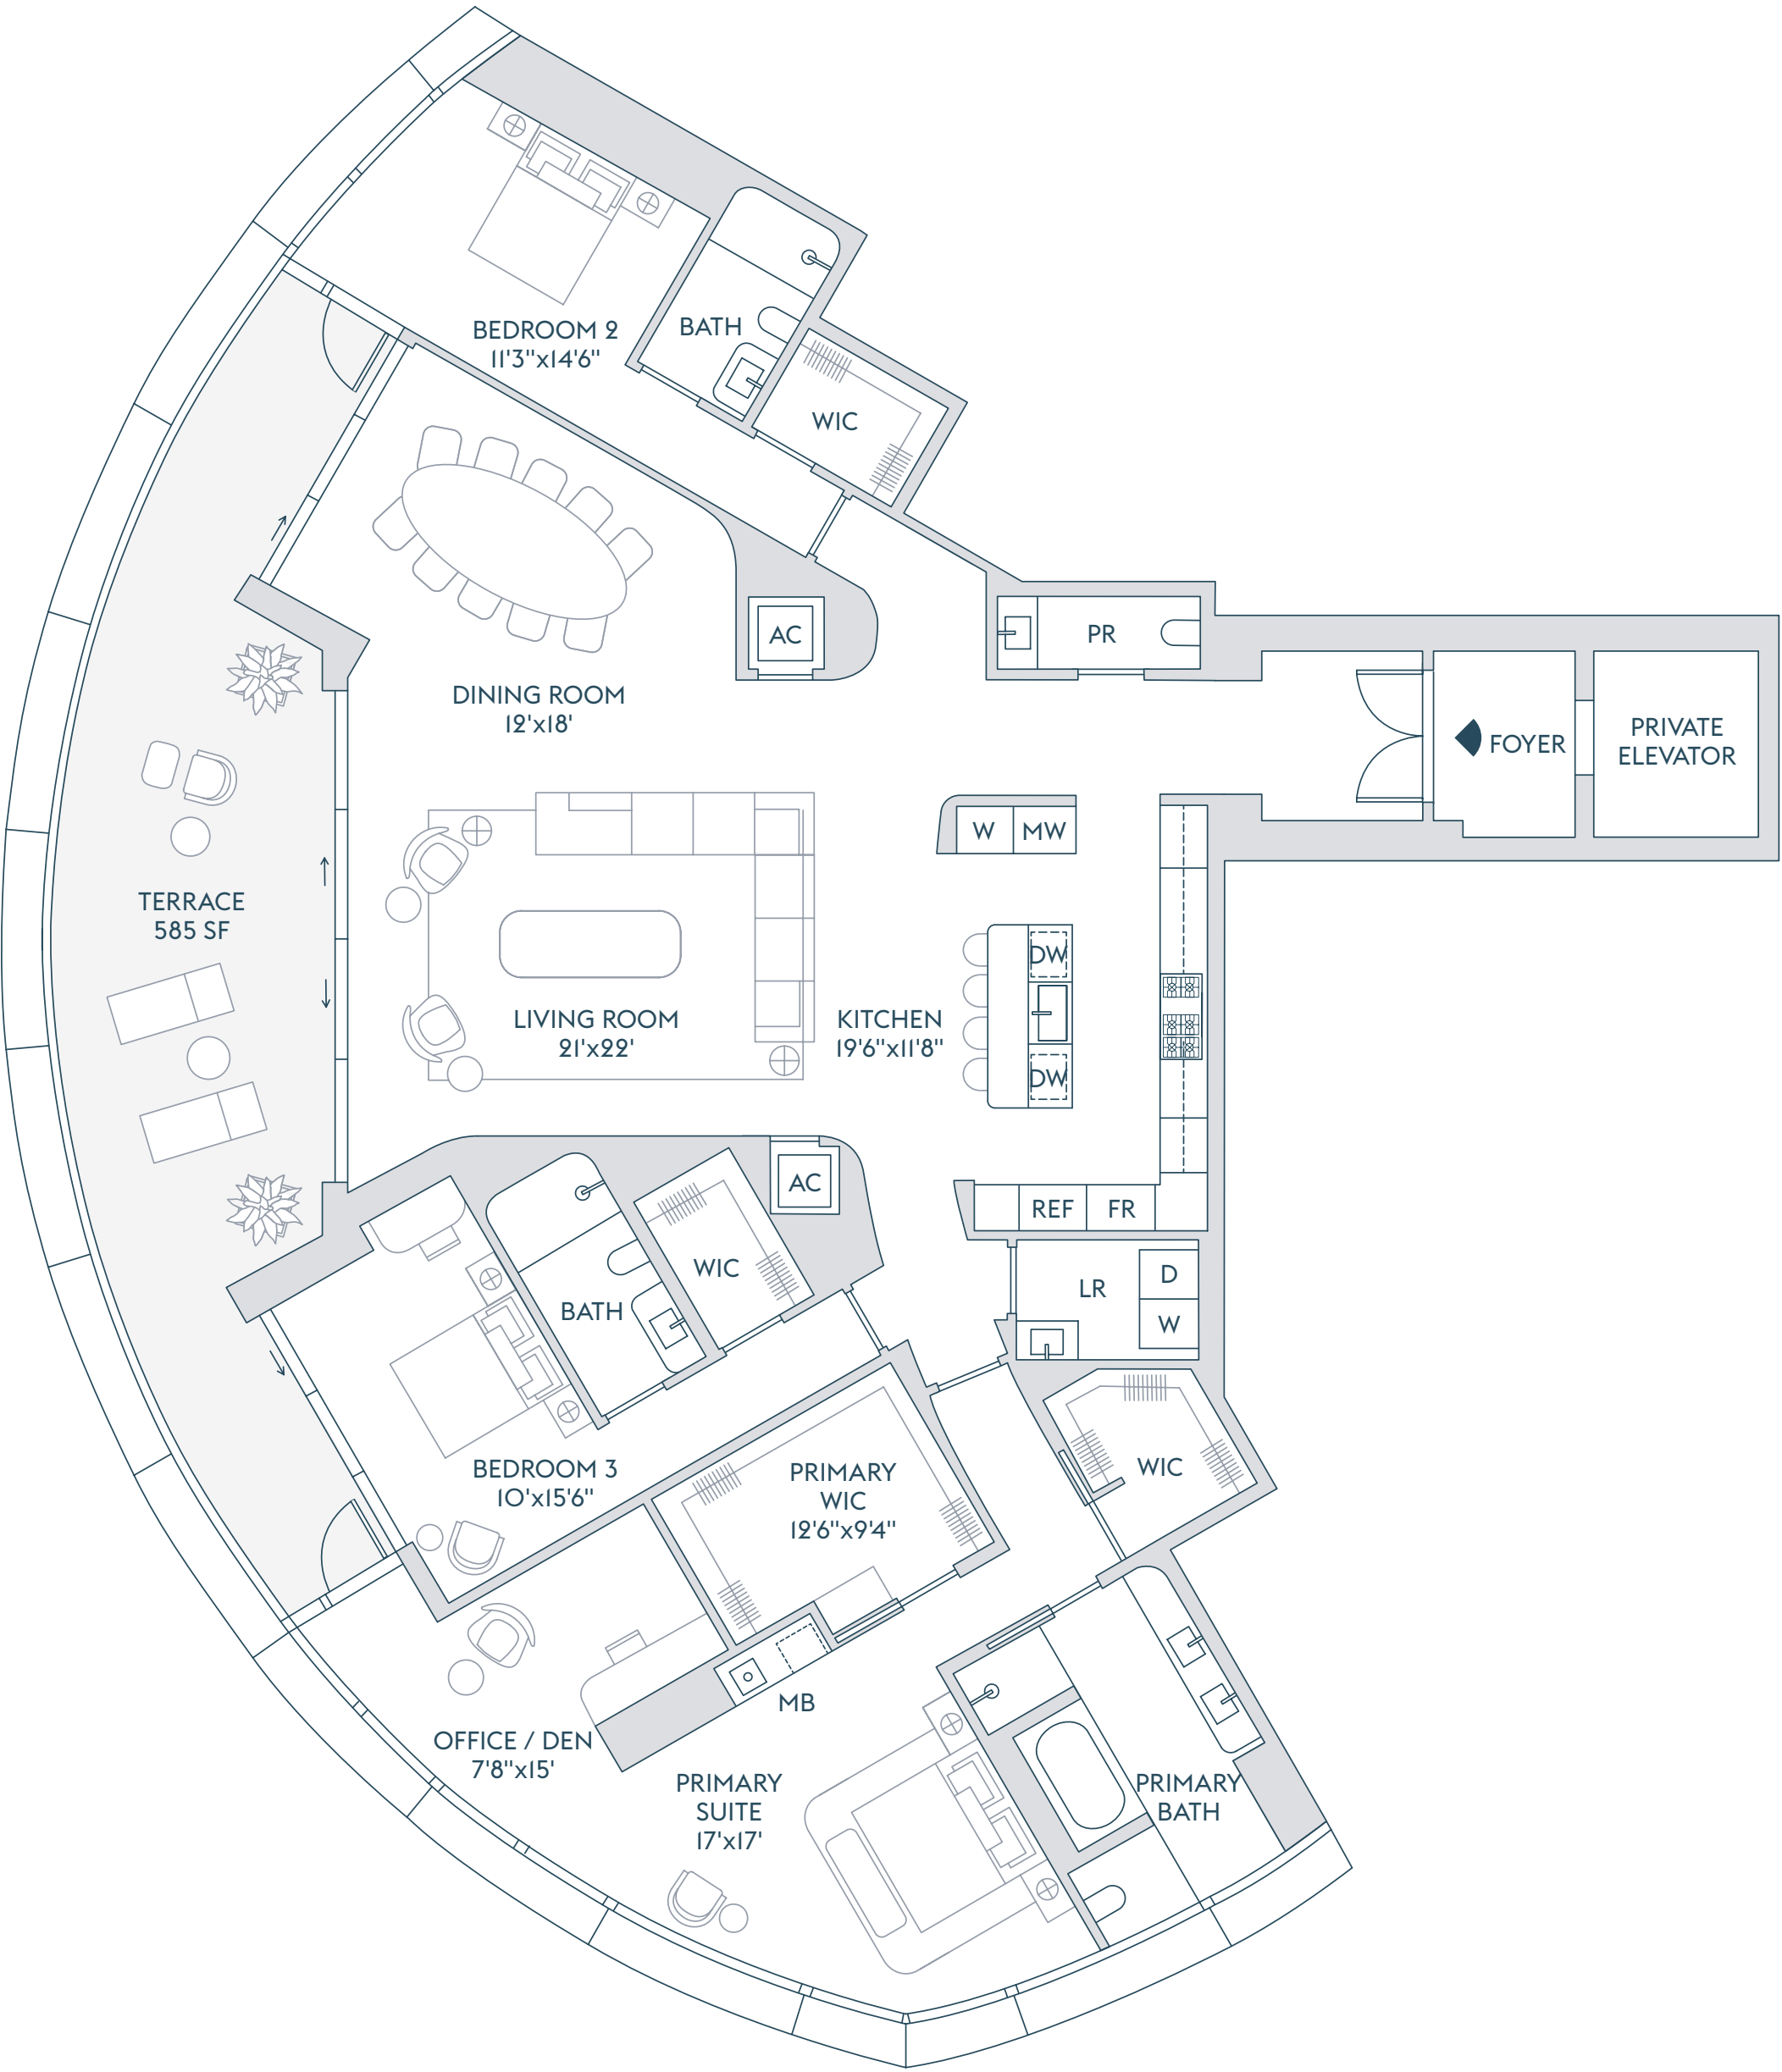 BEDROOM 2
11'3"x14'6"
BATH
WIC
AC
PR
DINING ROOM
12'x18'
FOYER
PRIVATE
ELEVATOR
W
MW
TERRACE
585 SF
DW
LIVING ROOM
21'x22'
KITCHEN
19'6"x11'8"
DW
AC
REF
FR
WIC
BATH
LR
D
W
BEDROOM 3
10'x15'6"
PRIMARY
WIC
12'6"x9'4"
WIC
MB
OFFICE / DEN
7'8"x15'
PRIMARY
SUITE
17'x17'
PRIMARY
BATH